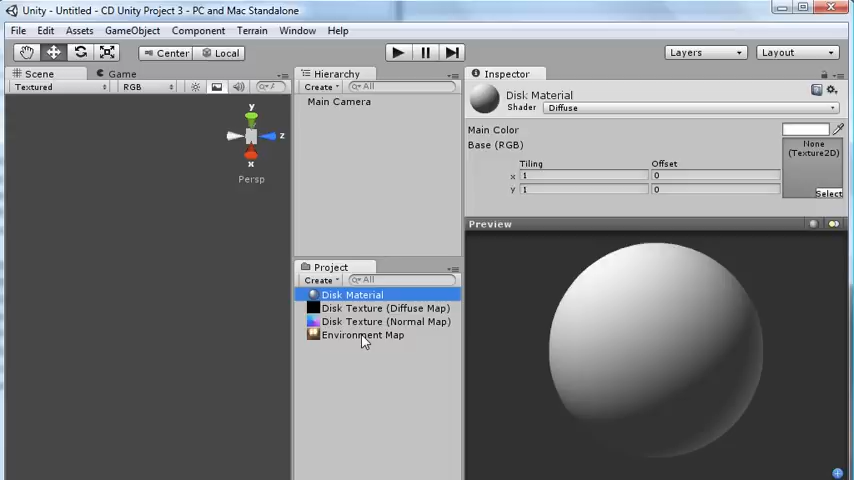 Unity - Untitled - CD Unity Project 3 - PC and Mac Standalone
File Edit Assets GameObject Component Terrain Window Help
Center Local Layers Layout
Scene Game
Textured RGB
y
z
x
Persp
Hierarchy
Create All
Main Camera
Project
Create All
Disk Material
Disk Texture (Diffuse Map)
Disk Texture (Normal Map)
Environment Map
Inspector
Disk Material
Shader Diffuse
Main Color
Base (RGB)
None
(Texture2D)
Tiling Offset
x 1 0
y 1 0
Select
Preview